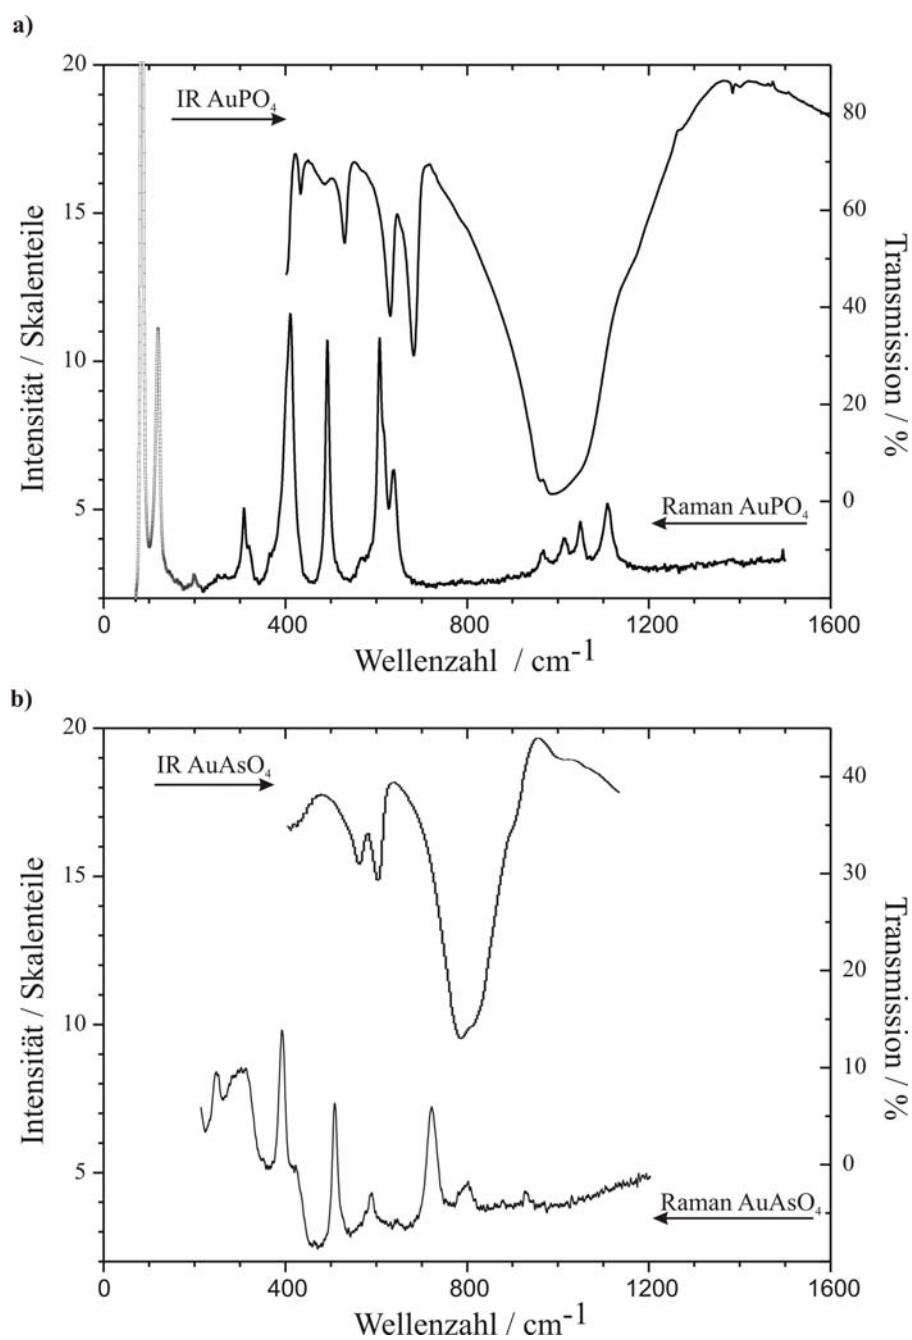 a)
IR AuPO4
Raman AuPO4
Intensität / Skalenteile
20
15
10
5
Transmission / %
80
60
40
20
0
0
400
800
1200
1600
Wellenzahl / cm-1
b)
IR AuAsO4
Raman AuAsO4
Intensität / Skalenteile
20
15
10
5
Transmission / %
40
30
20
10
0
0
400
800
1200
1600
Wellenzahl / cm-1